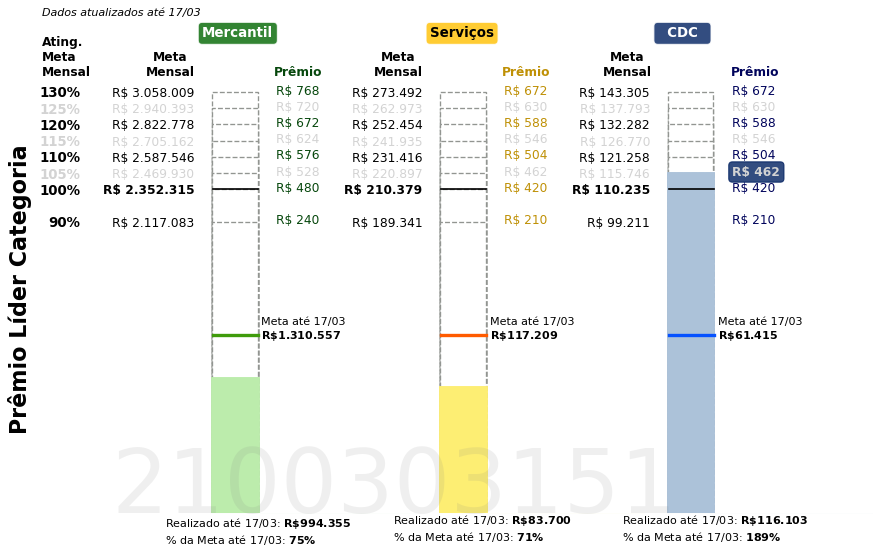 Dados atualizados até 17/03
Mercantil
Serviços
CDC
Ating.
Meta
Mensal
Meta
Mensal
Prêmio
Meta
Mensal
Prêmio
Meta
Mensal
Prêmio
130% R$ 3.058.009 R$ 768 R$ 273.492 R$ 672 R$ 143.305 R$ 672
125% R$ 2.940.393 R$ 720 R$ 262.973 R$ 630 R$ 137.793 R$ 630
120% R$ 2.822.778 R$ 672 R$ 252.454 R$ 588 R$ 132.282 R$ 588
115% R$ 2.705.162 R$ 624 R$ 241.935 R$ 546 R$ 126.770 R$ 546
110% R$ 2.587.546 R$ 576 R$ 231.416 R$ 504 R$ 121.258 R$ 504
105% R$ 2.469.930 R$ 528 R$ 220.897 R$ 462 R$ 115.746 R$ 462
100% R$ 2.352.315 R$ 480 R$ 210.379 R$ 420 R$ 110.235 R$ 420
90% R$ 2.117.083 R$ 240 R$ 189.341 R$ 210 R$ 99.211 R$ 210
Prêmio Líder Categoria
Meta até 17/03
R$1.310.557
Meta até 17/03
R$117.209
Meta até 17/03
R$61.415
2100303151
Realizado até 17/03: R$994.355
% da Meta até 17/03: 75%
Realizado até 17/03: R$83.700
% da Meta até 17/03: 71%
Realizado até 17/03: R$116.103
% da Meta até 17/03: 189%